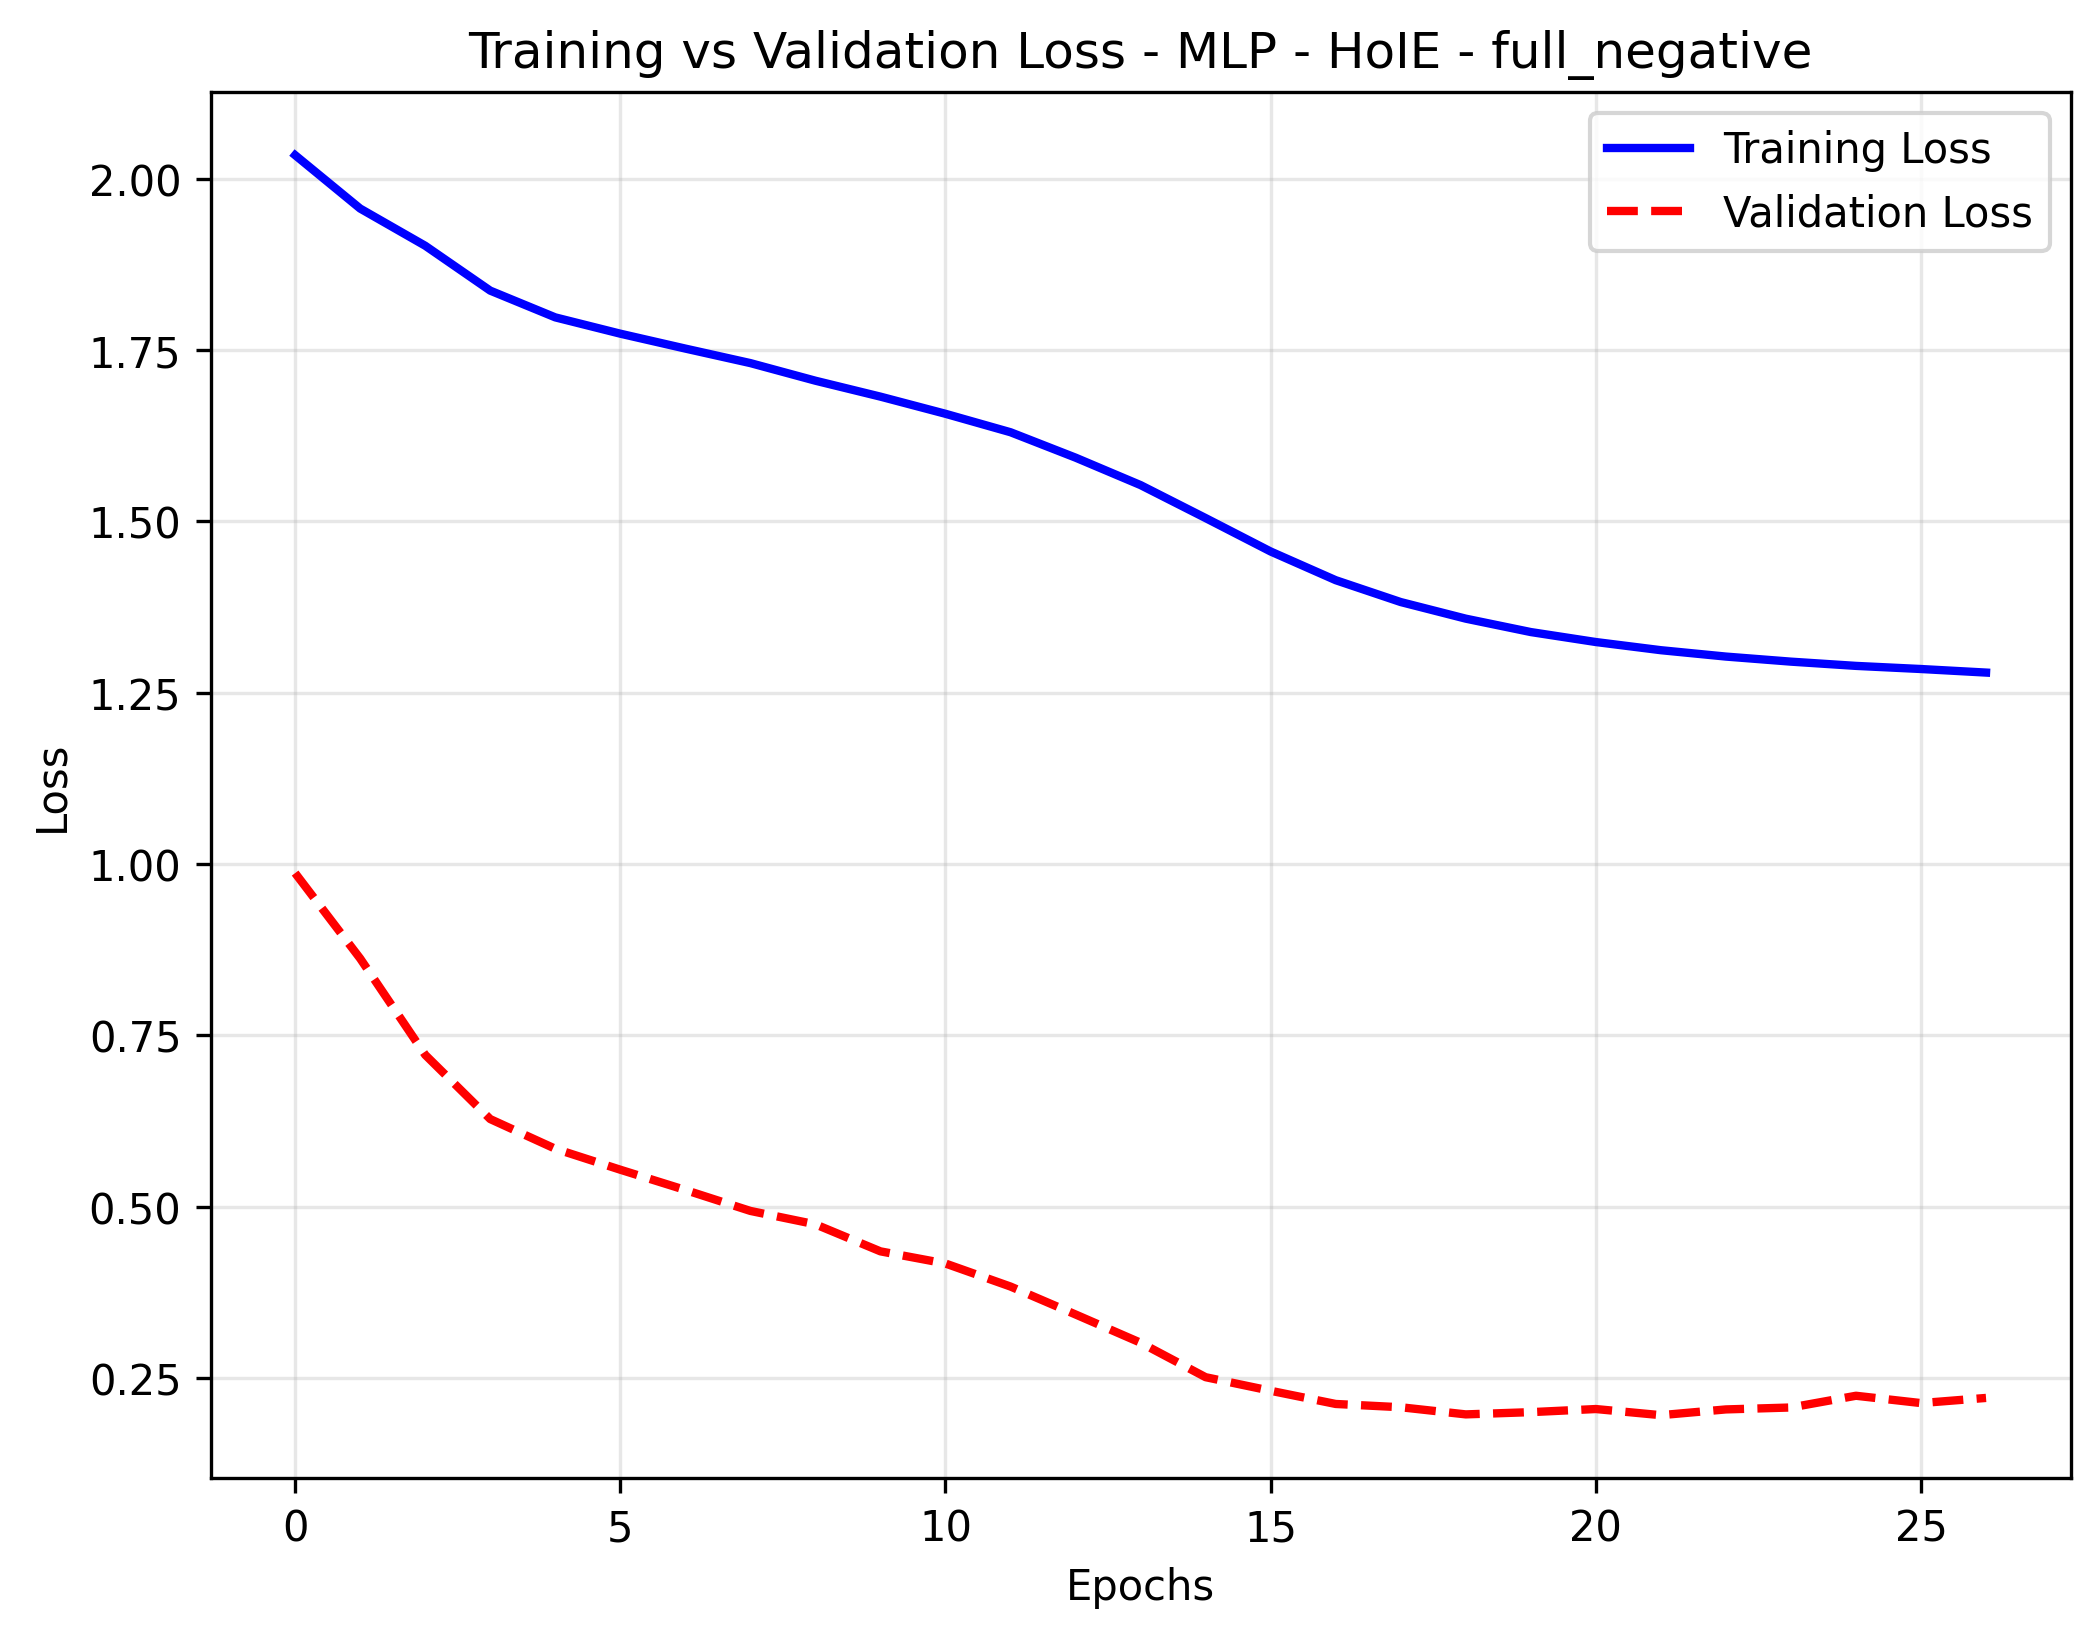 Training vs Validation Loss - MLP - HolE - full_negative
Training Loss
Validation Loss
2.00
1.75
1.50
1.25
1.00
0.75
0.50
0.25
Loss
0 5 10 15 20 25
Epochs